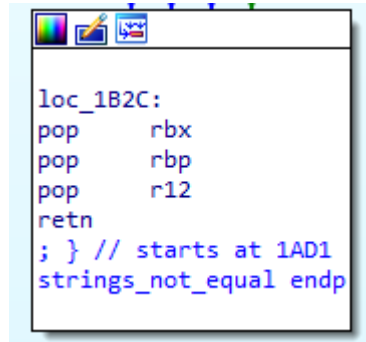 loc_1B2C:
pop rbx
pop rbp
pop r12
retn
; } // starts at 1AD1
strings_not_equal endp